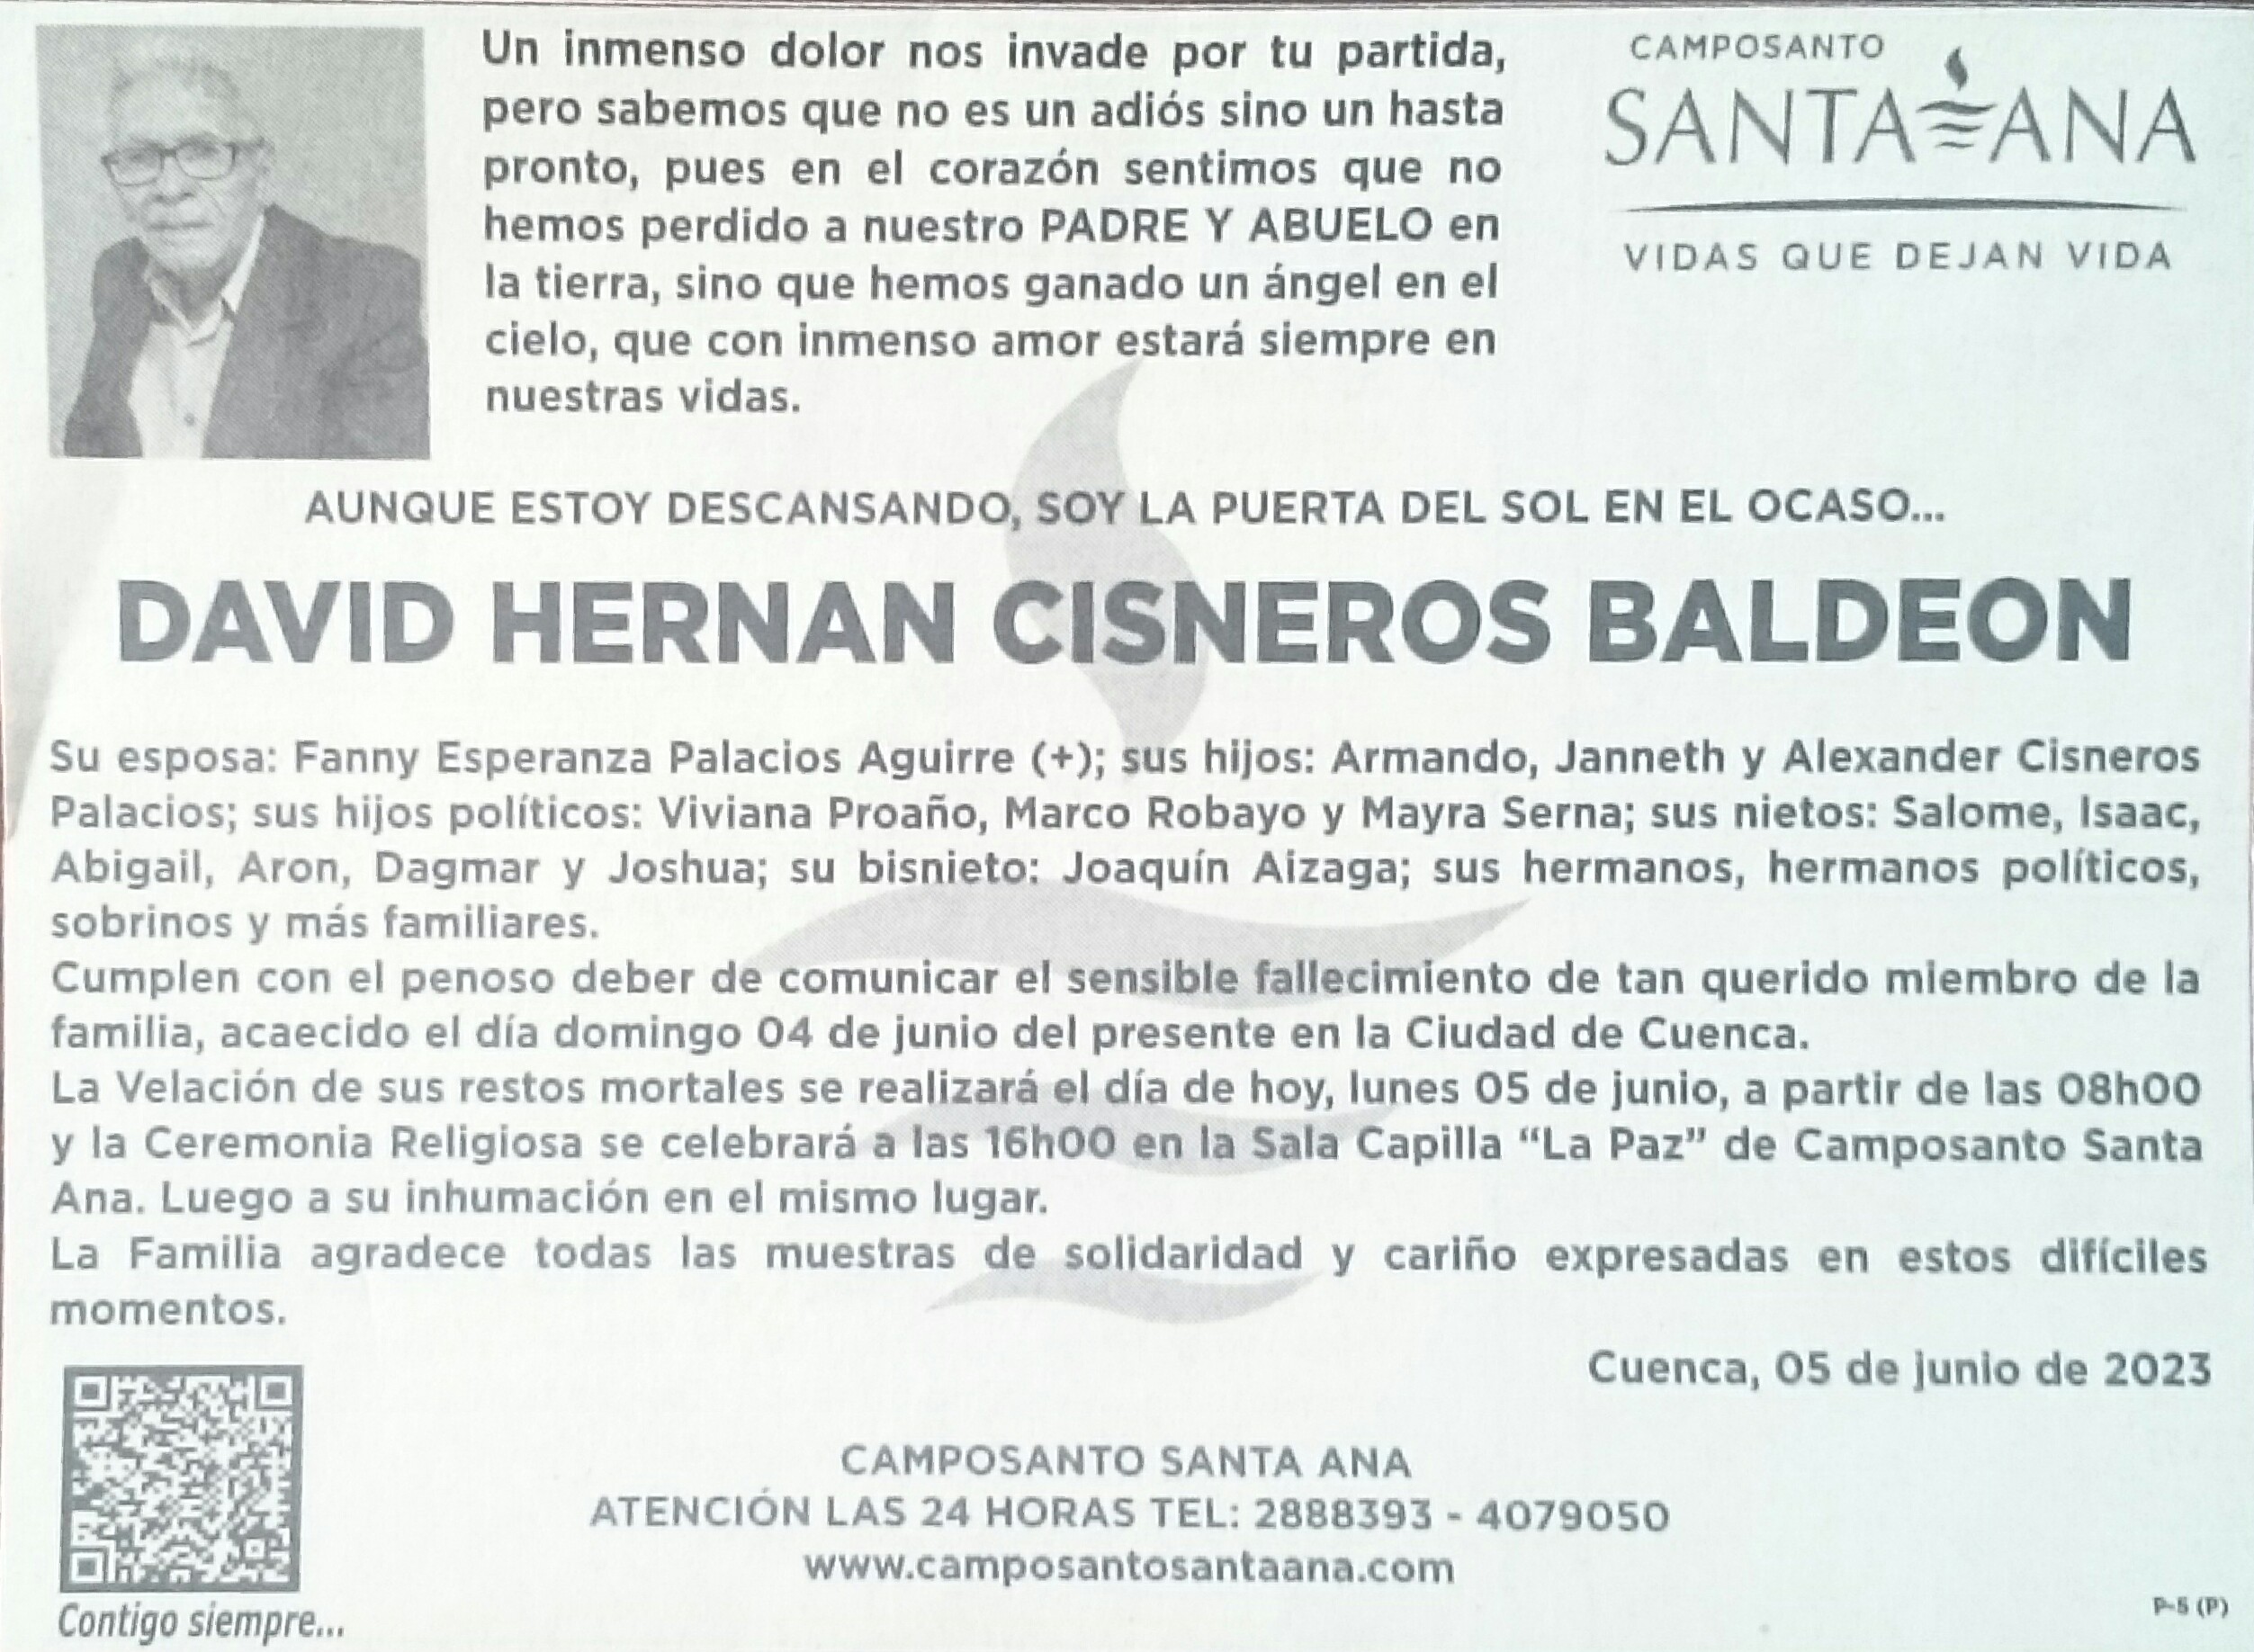 Un inmenso dolor nos invade por tu partida,
pero sabemos que no es un adiós sino un hasta
pronto, pues en el corazón sentimos que no
hemos perdido a nuestro PADRE Y ABUELO en
la tierra, sino que hemos ganado un ángel en el
cielo, que con inmenso amor estará siempre en
nuestras vidas.
CAMPOSANTO
SANTA ANA
VIDAS QUE DEJAN VIDA
AUNQUE ESTOY DESCANSANDO, SOY LA PUERTA DEL SOL EN EL OCASO...
DAVID HERNAN CISNEROS BALDEON
Su esposa: Fanny Esperanza Palacios Aguirre (+); sus hijos: Armando, Janneth y Alexander Cisneros
Palacios; sus hijos políticos: Viviana Proaño, Marco Robayo y Mayra Serna; sus nietos: Salome, Isaac,
Abigail, Aron, Dagmar y Joshua; su bisnieto: Joaquín Aizaga; sus hermanos, hermanos políticos,
sobrinos y más familiares.
Cumplen con el penoso deber de comunicar el sensible fallecimiento de tan querido miembro de la
familia, acaecido el día domingo 04 de junio del presente en la Ciudad de Cuenca.
La Velación de sus restos mortales se realizará el día de hoy, lunes 05 de junio, a partir de las 08h00
y la Ceremonia Religiosa se celebrará a las 16h00 en la Sala Capilla “La Paz” de Camposanto Santa
Ana. Luego a su inhumación en el mismo lugar.
La Familia agradece todas las muestras de solidaridad y cariño expresadas en estos difíciles
momentos.
Cuenca, 05 de junio de 2023
CAMPOSANTO SANTA ANA
ATENCIÓN LAS 24 HORAS TEL: 2888393 - 4079050
www.camposantosantaana.com
Contigo siempre...
P-5 (P)